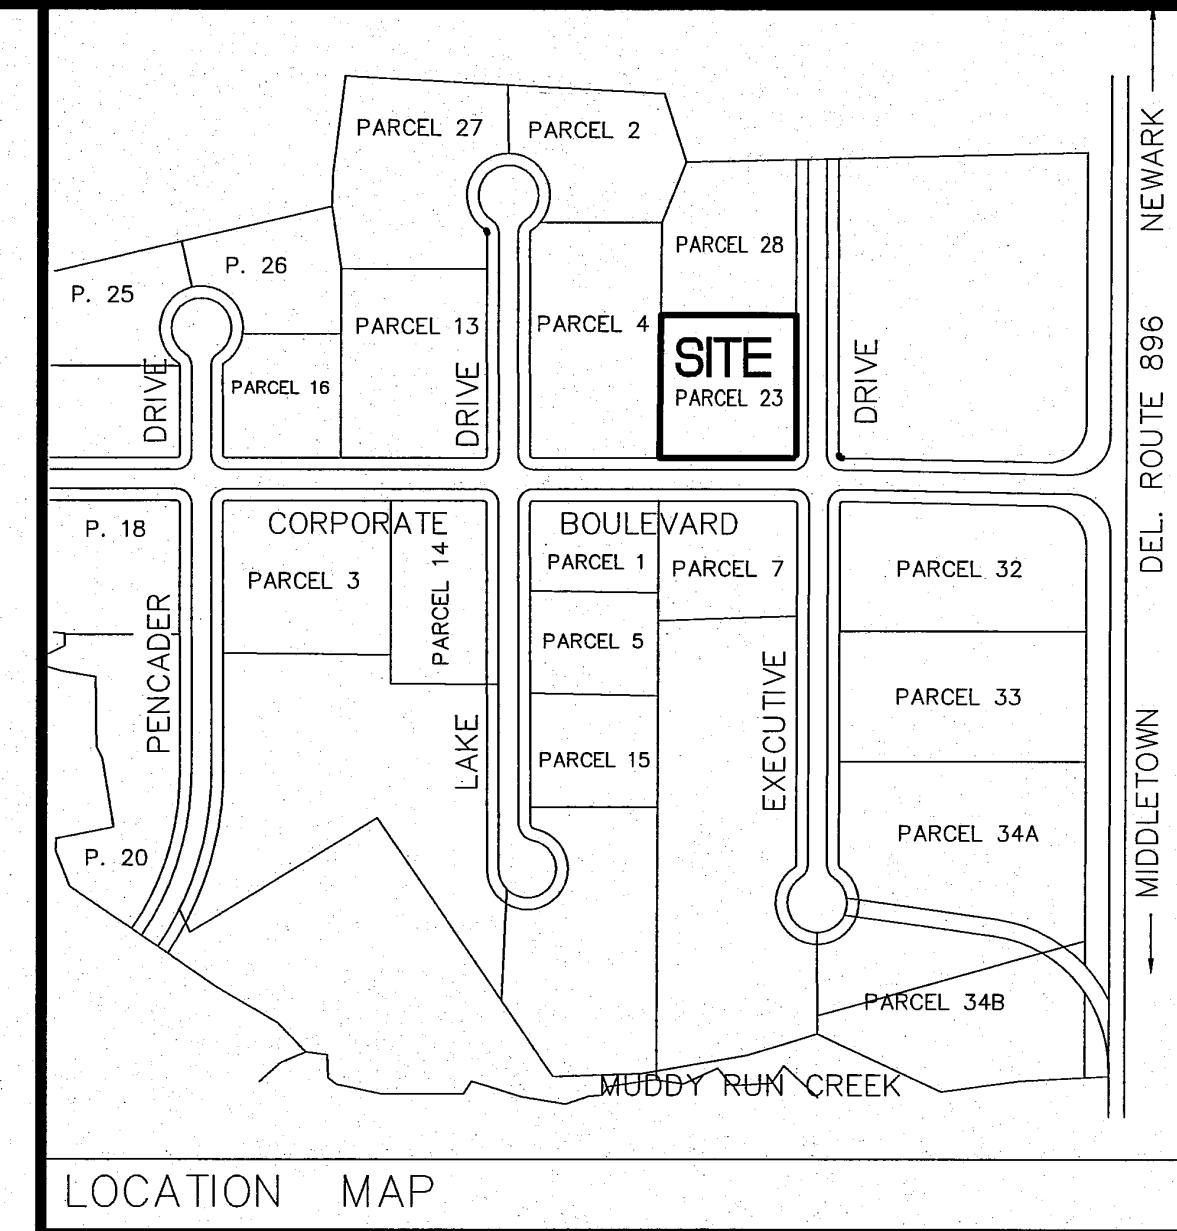 PARCEL 27
PARCEL 2
NEWARK
PARCEL 28
P. 26
P. 25
PARCEL 13
PARCEL 4
SITE
PARCEL 23
PARCEL 16
DRIVE
DRIVE
DRIVE
DEL. ROUTE 896
CORPORATE BOULEVARD
P. 18
PARCEL 3
PARCEL 14
PARCEL 1
PARCEL 7
PARCEL 32
PENCADER
PARCEL 5
EXECUTIVE
PARCEL 33
LAKE
PARCEL 15
MIDDLETOWN
PARCEL 34A
P. 20
PARCEL 34B
MUDDY RUN CREEK
LOCATION MAP